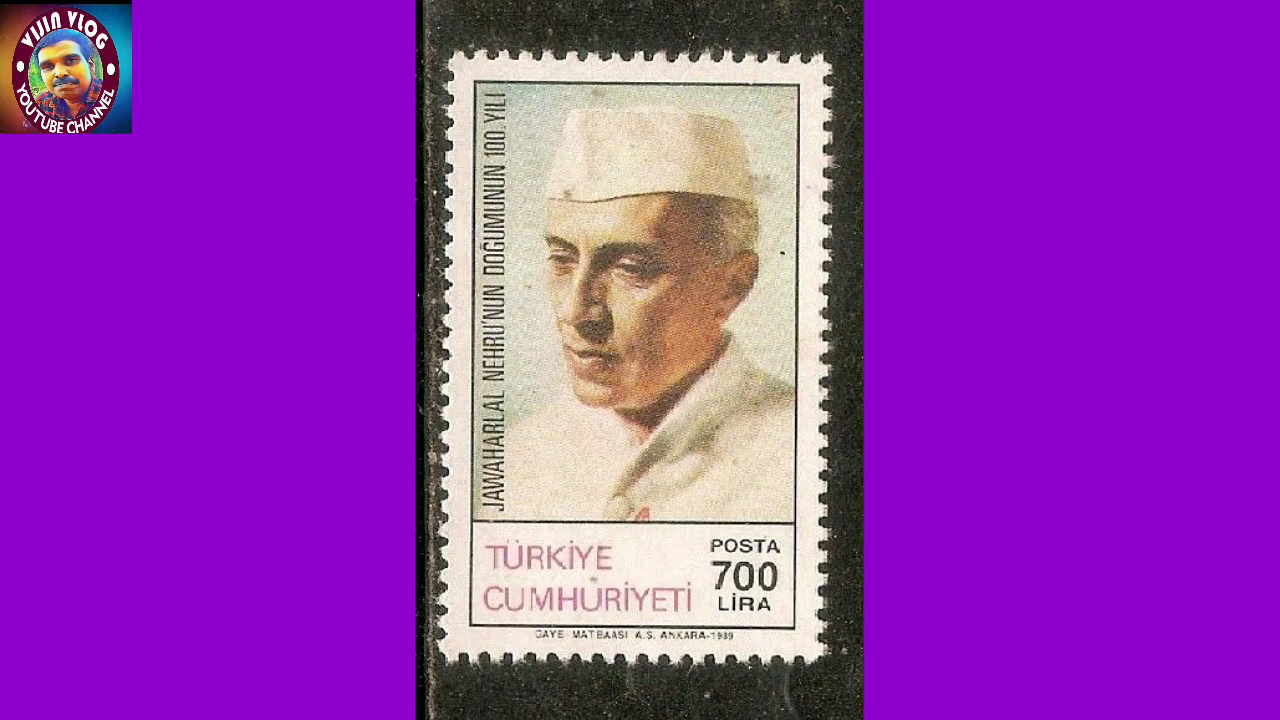 VIJIN VLOG
YOUTUBE CHANNEL
JAWAHARLAL NEHRU'NUN DOĞUMUNUN 100. YILI
TÜRKİYE
CUMHURİYETİ
POSTA
700
LİRA
GAYE MATBAASI A.Ş. ANKARA-1989